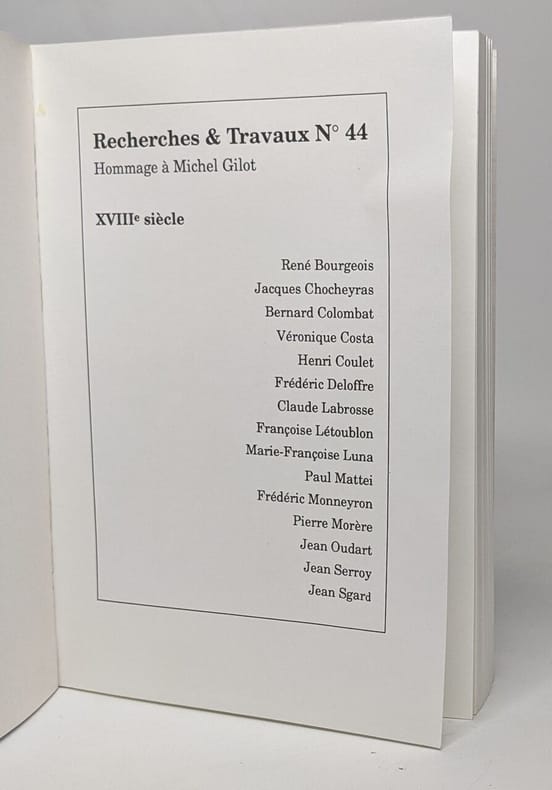 Recherches & Travaux N° 44
Hommage à Michel Gilot
XVIIIe siècle
René Bourgeois
Jacques Chocheyras
Bernard Colombat
Véronique Costa
Henri Coulet
Frédéric Deloffre
Claude Labrosse
Françoise Létoublon
Marie-Françoise Luna
Paul Mattei
Frédéric Monneyron
Pierre Morère
Jean Oudart
Jean Serroy
Jean Sgard